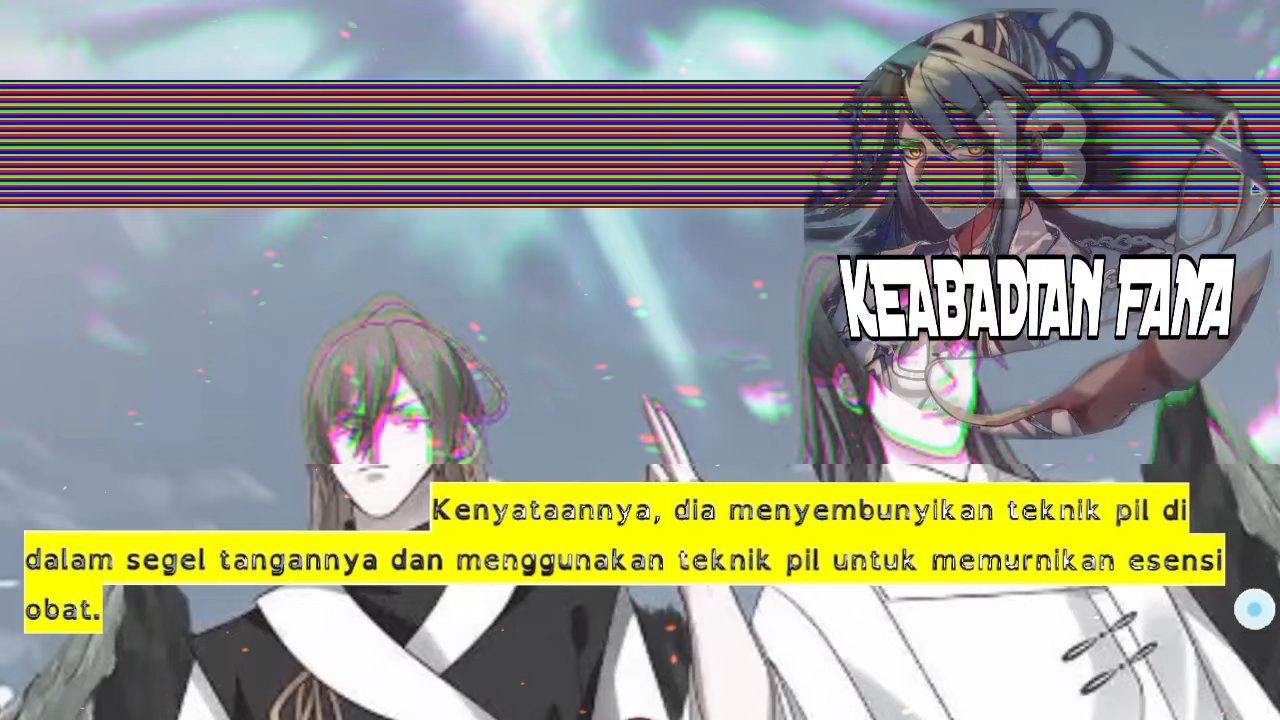 13
KEABADIAN FANA
Kenyataannya, dia menyembunyikan teknik pil di
dalam segel tangannya dan menggunakan teknik pil untuk memurnikan esensi
obat.